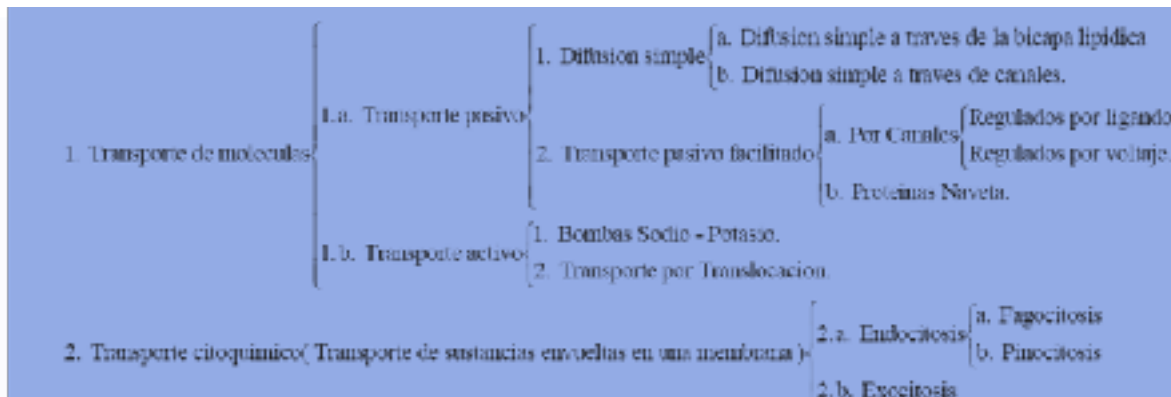 1. Transporte de moleculas
1.a. Transporte pasivo
1. Difusion simple
a. Difusion simple a traves de la bicapa lipidica
b. Difusion simple a traves de canales.
2. Transporte pasivo facilitado
a. Por Canales
Regulados por ligando
Regulados por voltaje.
b. Proteinas Naveta.
1.b. Transporte activo
1. Bombas Sodio - Potasio.
2. Transporte por Translocacion.
2. Transporte citoquimico( Transporte de sustancias envueltas en una membrana )
2.a. Endocitosis
a. Fagocitosis
b. Pinocitosis
2.b. Exocitosis